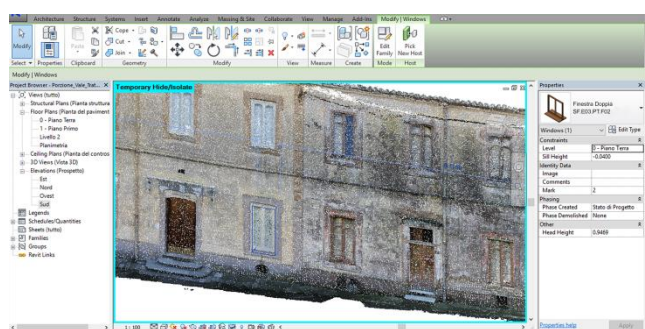 Architecture Structure Systems Insert Annotate Analyze Massing & Site Collaborate View Manage Add-Ins Modify | Windows
Modify Properties Paste Cope Cut Join Edit Family Pick New Host
Select Properties Clipboard Geometry Modify View Measure Create Mode Host
Modify | Windows
Project Browser - Porzione_Vale_Trat... X
Views (tutto)
Structural Plans (Pianta struttura
Floor Plans (Pianta del paviment
0 - Piano Terra
1 - Piano Primo
Livello 2
Planimetria
Ceiling Plans (Pianta del contros
3D Views (Vista 3D)
Elevations (Prospetto)
Est
Nord
Ovest
Sud
Legends
Schedules/Quantities
Sheets (tutto)
Families
Groups
Revit Links
Temporary Hide/Isolate
1 : 100
Properties X
Finestra Doppia
SF.E03.PT.F02
Windows (1) Edit Type
Constraints
Level 0 - Piano Terra
Sill Height -0.0400
Identity Data
Image
Comments
Mark 2
Phasing
Phase Created Stato di Progetto
Phase Demolished None
Other
Head Height 0.9469
Properties help Apply